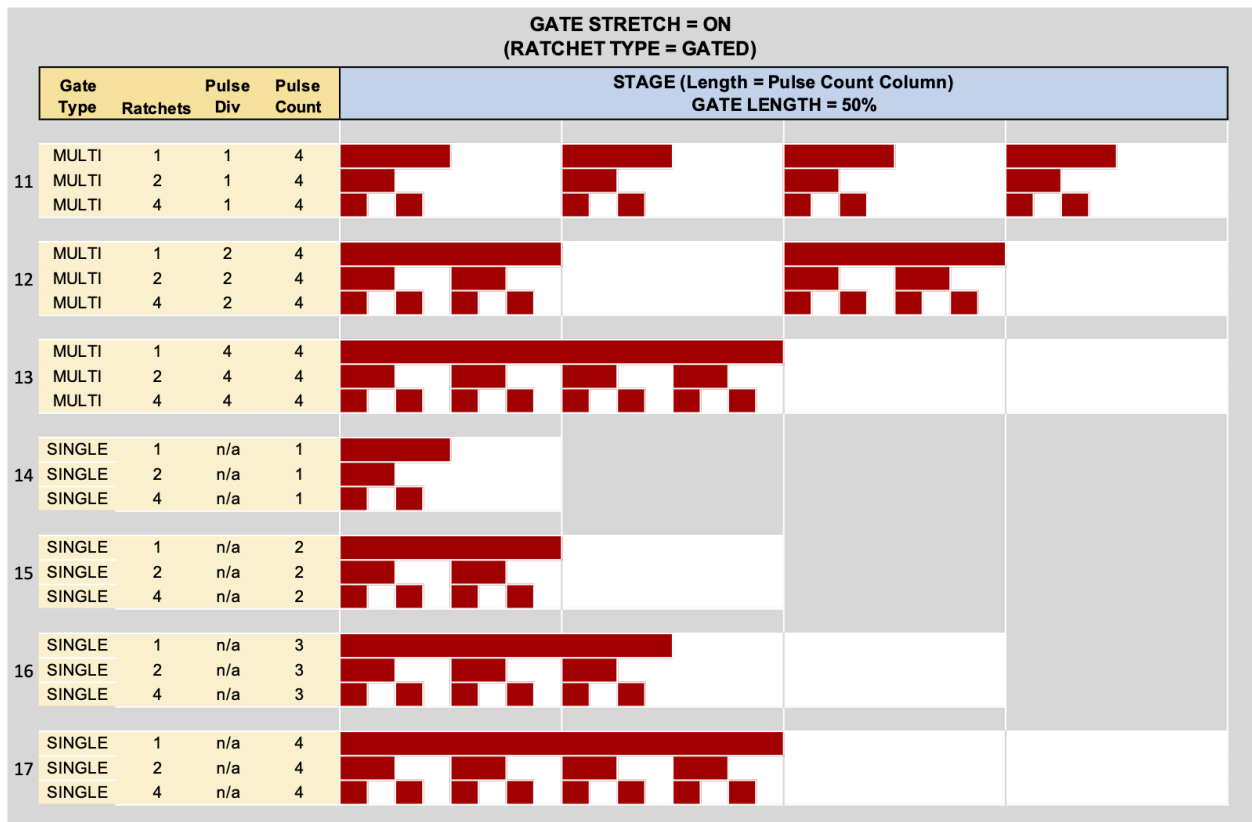 GATE STRETCH = ON
(RATCHET TYPE = GATED)
Gate Type Ratchets Pulse Div Pulse Count
STAGE (Length = Pulse Count Column)
GATE LENGTH = 50%
MULTI 1 1 4
11 MULTI 2 1 4
MULTI 4 1 4
MULTI 1 2 4
12 MULTI 2 2 4
MULTI 4 2 4
MULTI 1 4 4
13 MULTI 2 4 4
MULTI 4 4 4
SINGLE 1 n/a 1
14 SINGLE 2 n/a 1
SINGLE 4 n/a 1
SINGLE 1 n/a 2
15 SINGLE 2 n/a 2
SINGLE 4 n/a 2
SINGLE 1 n/a 3
16 SINGLE 2 n/a 3
SINGLE 4 n/a 3
SINGLE 1 n/a 4
17 SINGLE 2 n/a 4
SINGLE 4 n/a 4